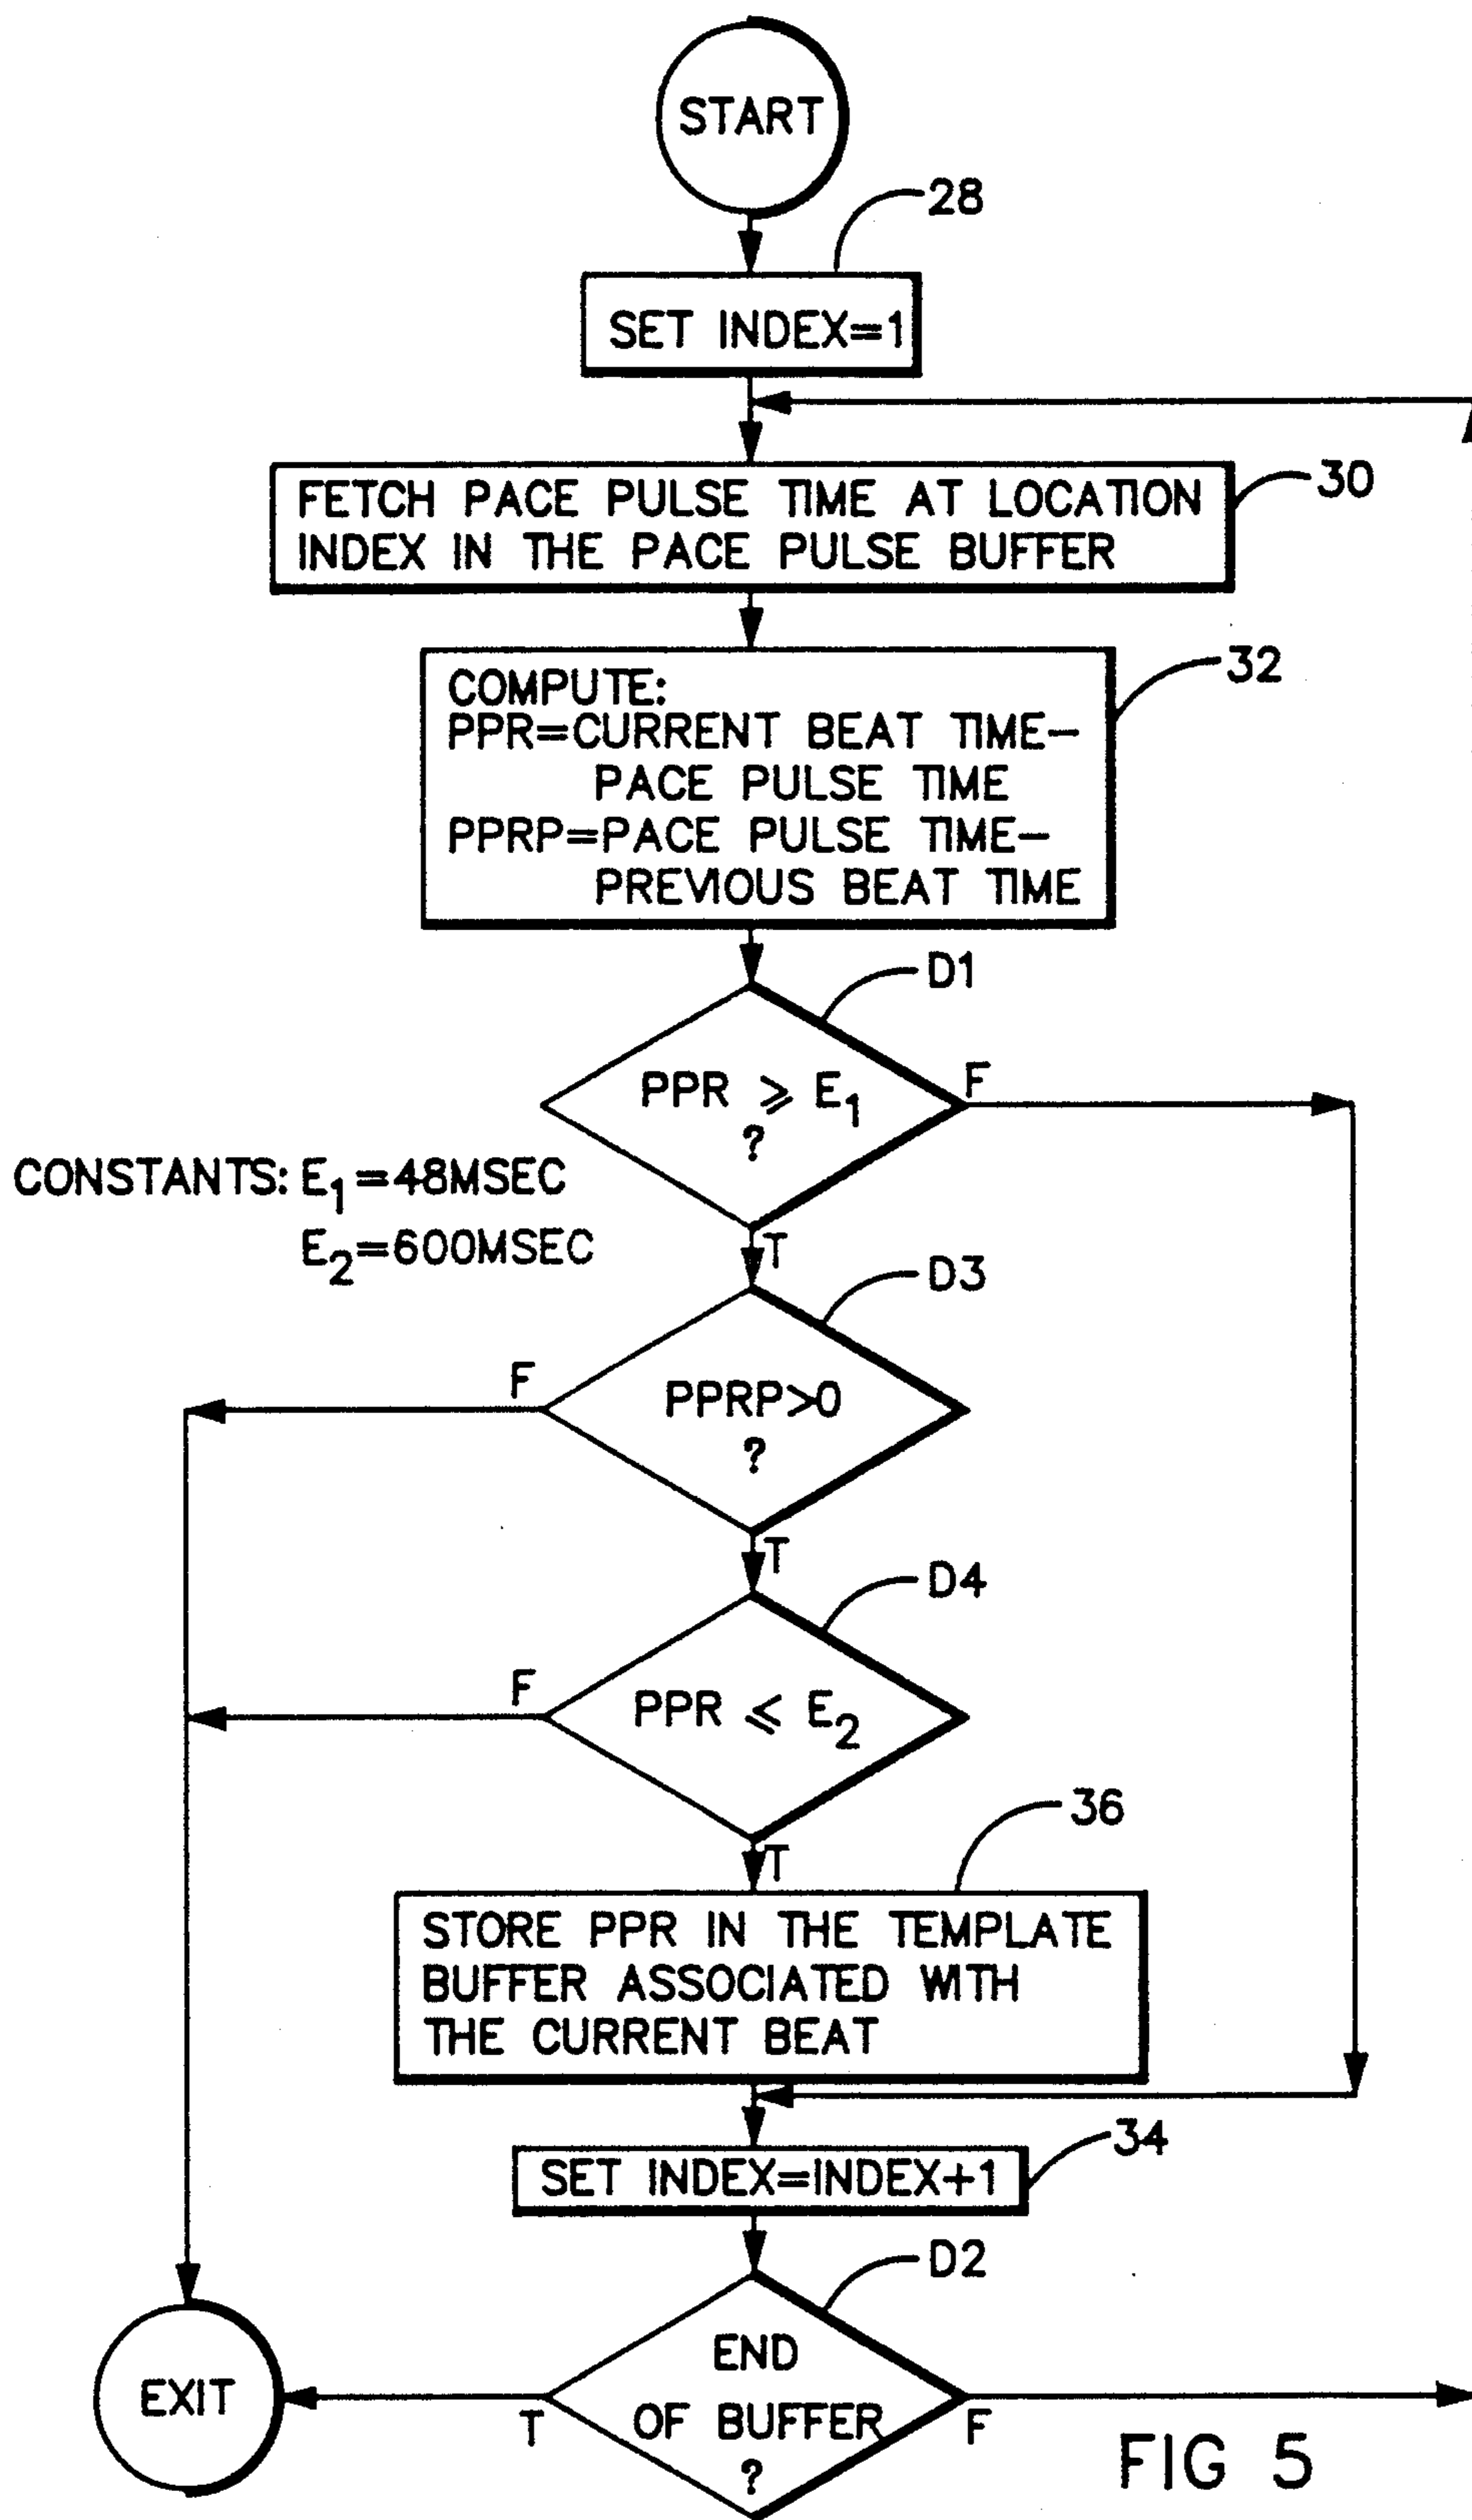 START
28
SET INDEX=1
FETCH PACE PULSE TIME AT LOCATION
INDEX IN THE PACE PULSE BUFFER
30
COMPUTE:
PPR=CURRENT BEAT TIME-
PACE PULSE TIME
PPRP=PACE PULSE TIME-
PREVIOUS BEAT TIME
32
D1
PPR ⩾ E₁
?
F
T
CONSTANTS: E₁=48MSEC
E₂=600MSEC
D3
PPRP>0
?
F
T
D4
PPR ⩽ E₂
F
T
36
STORE PPR IN THE TEMPLATE
BUFFER ASSOCIATED WITH
THE CURRENT BEAT
34
SET INDEX=INDEX+1
D2
END
OF BUFFER
?
T
F
EXIT
FIG 5